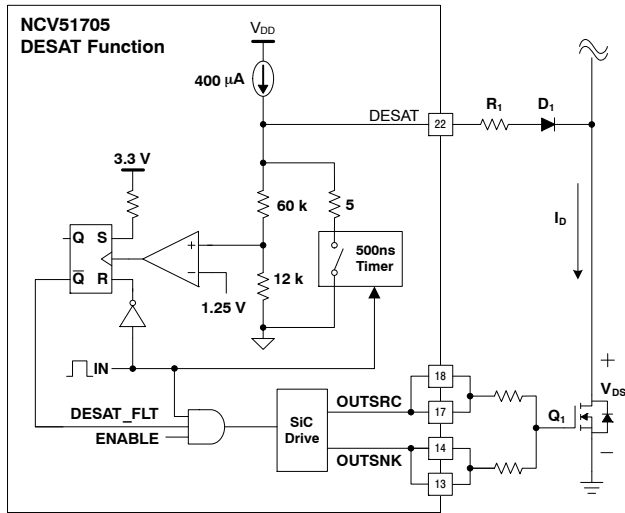 NCV51705
DESAT Function
VDD
400 μA
DESAT
22
R1
D1
3.3 V
60 k
5
ID
Q S
Q̅ R
+
−
500ns
Timer
12 k
1.25 V
IN
+
VDS
−
18
OUTSRC
17
Q1
DESAT_FLT
ENABLE
SiC
Drive
OUTSNK
14
13